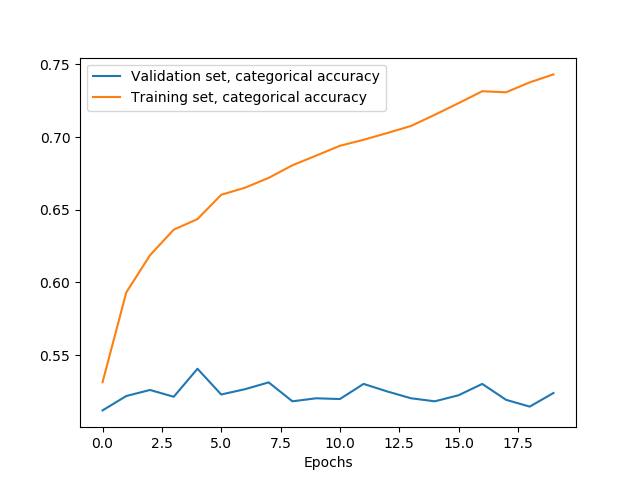 Validation set, categorical accuracy
Training set, categorical accuracy
0.75
0.70
0.65
0.60
0.55
0.0 2.5 5.0 7.5 10.0 12.5 15.0 17.5
Epochs